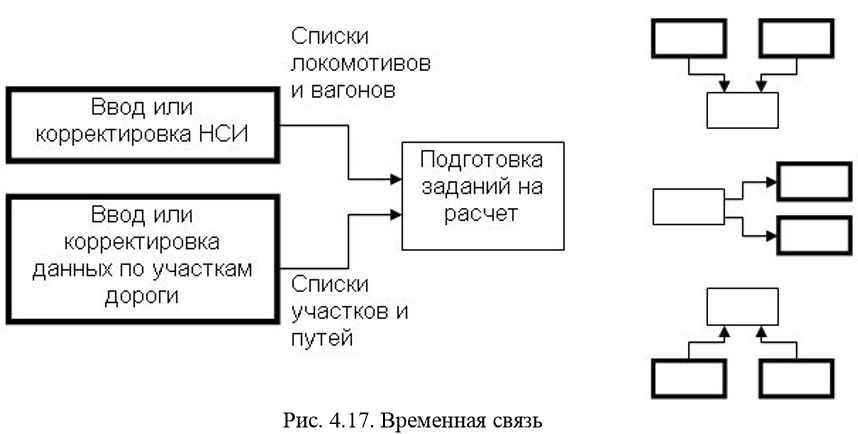 Списки
локомотивов
и вагонов
Ввод или
корректировка НСИ
Подготовка
заданий на
расчет
Ввод или
корректировка
данных по участкам
дороги
Списки
участков и
путей
Рис. 4.17. Временная связь